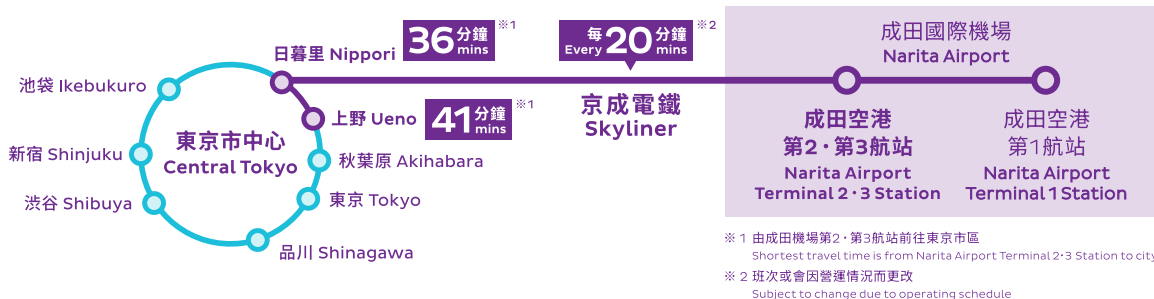 日暮里 Nippori
36 分鐘 mins ※1
每 Every 20 分鐘 mins ※2
成田國際機場
Narita Airport
池袋 Ikebukuro
上野 Ueno
41 分鐘 mins ※1
京成電鐵
Skyliner
東京市中心
Central Tokyo
新宿 Shinjuku
秋葉原 Akihabara
渋谷 Shibuya
東京 Tokyo
品川 Shinagawa
成田空港
第2・第3航站
Narita Airport
Terminal 2・3 Station
成田空港
第1航站
Narita Airport
Terminal 1 Station
※ 1 由成田機場第2・第3航站前往東京市區
Shortest travel time is from Narita Airport Terminal 2・3 Station to city
※ 2 班次或會因營運情況而更改
Subject to change due to operating schedule